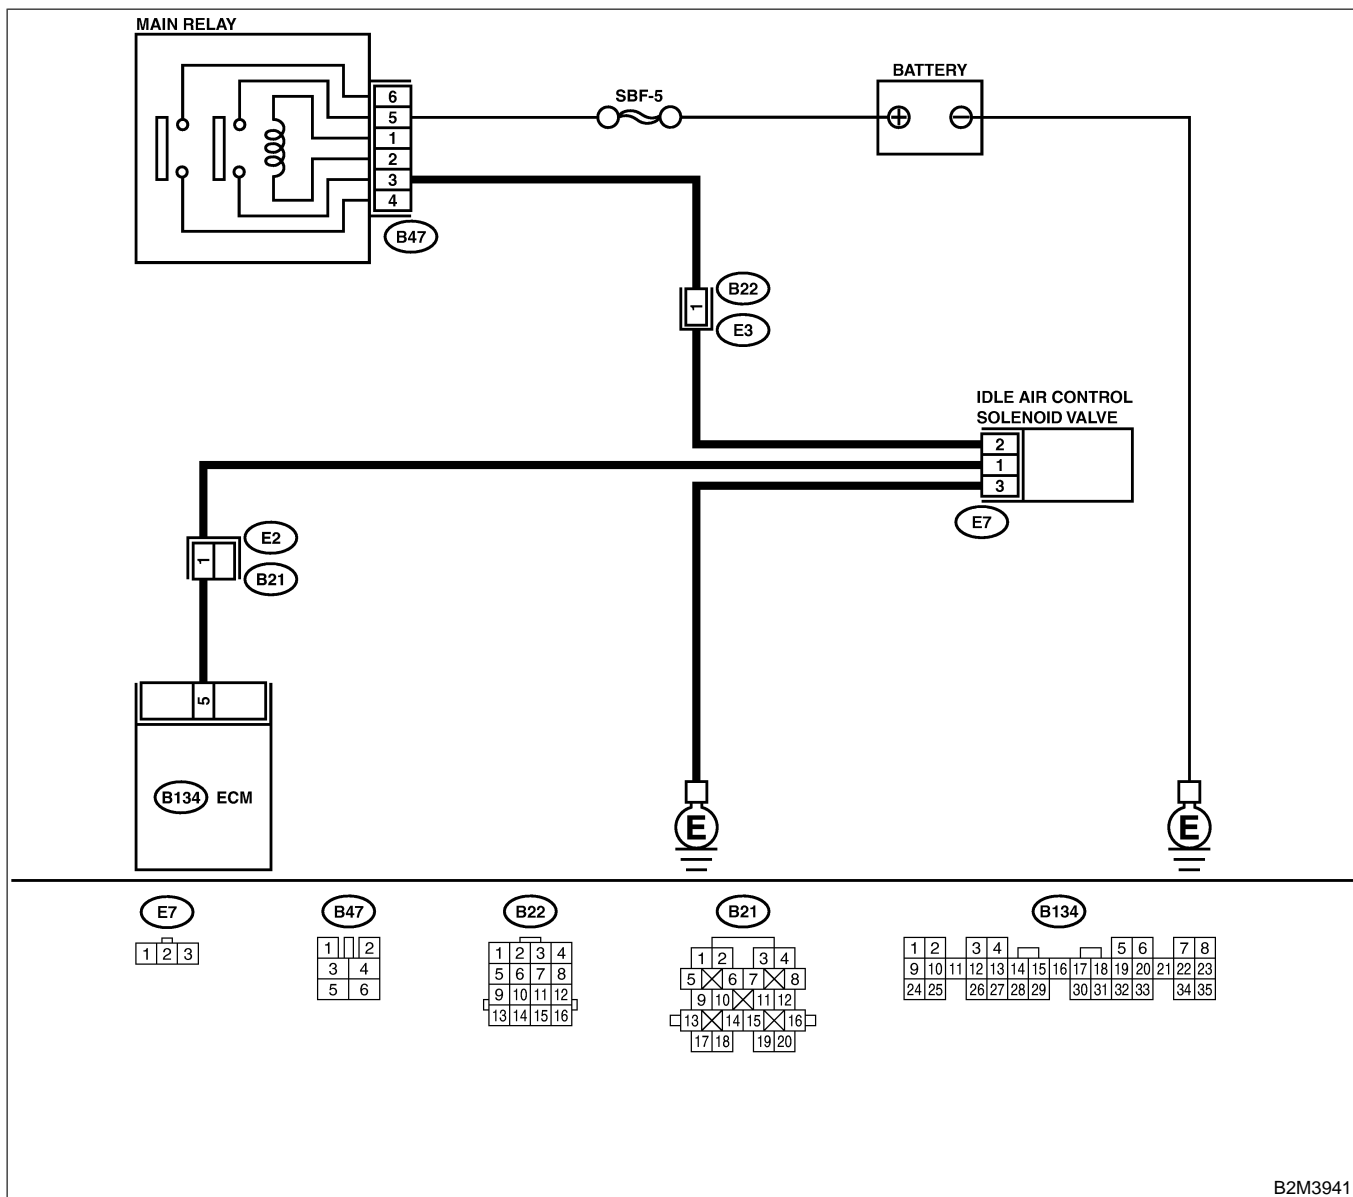 MAIN RELAY
BATTERY
SBF-5
6
5
1
2
3
4
B47
B22
1
E3
IDLE AIR CONTROL
SOLENOID VALVE
2
1
3
E7
E2
1
B21
5
B134 ECM
E E
E7 B47 B22 B21 B134
1 2 3
1 2
3 4
5 6
1 2 3 4
5 6 7 8
9 10 11 12
13 14 15 16
1 2 3 4
5 6 7 8
9 10 11 12
13 14 15 16
17 18 19 20
1 2 3 4 5 6 7 8
9 10 11 12 13 14 15 16 17 18 19 20 21 22 23
24 25 26 27 28 29 30 31 32 33 34 35
B2M3941